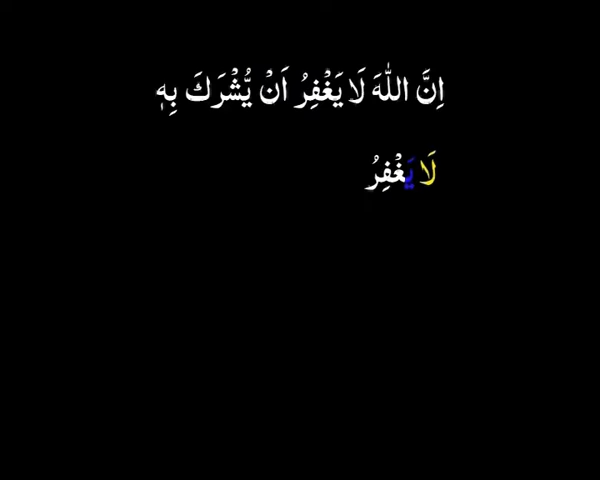 اِنَّ اللّٰهَ لَا يَغْفِرُ اَنْ يُّشْرَكَ بِهٖ
لَا يَغْفِرُ